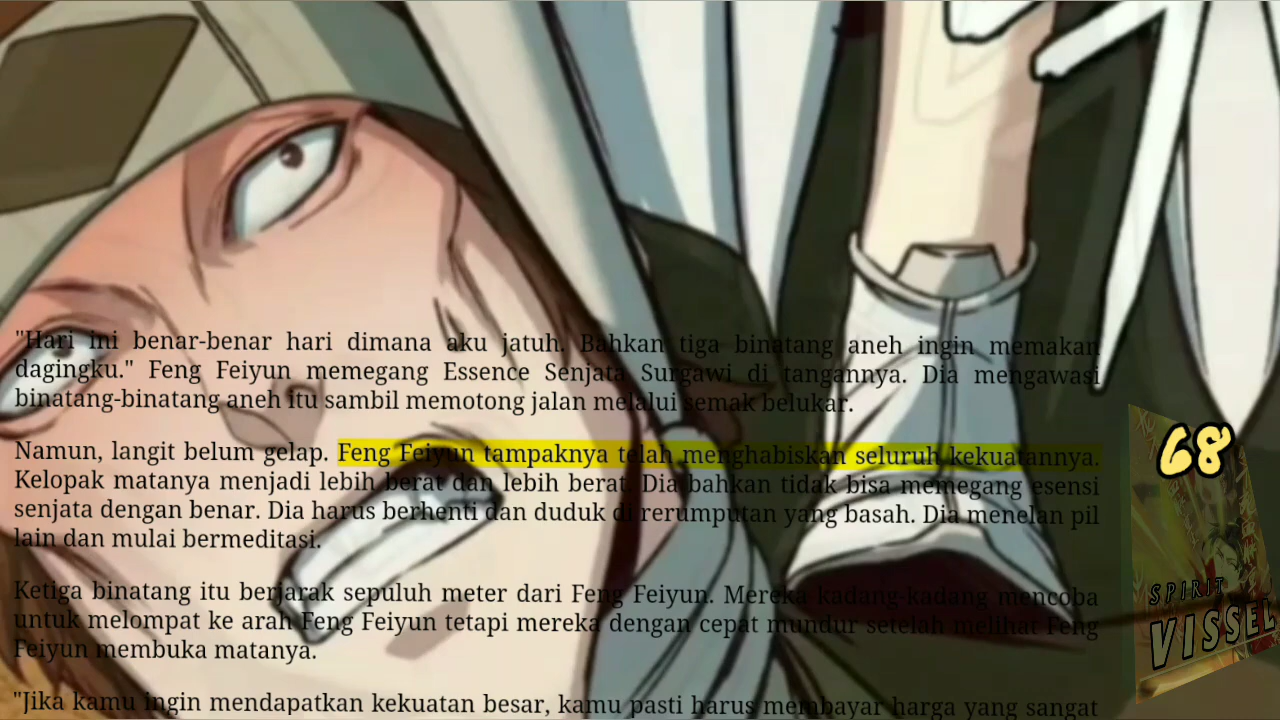 "Hari ini benar-benar hari dimana aku jatuh. Bahkan tiga binatang aneh ingin memakan
dagingku." Feng Feiyun memegang Essence Senjata Surgawi di tangannya. Dia mengawasi
binatang-binatang aneh itu sambil memotong jalan melalui semak belukar.
Namun, langit belum gelap. Feng Feiyun tampaknya telah menghabiskan seluruh kekuatannya.
Kelopak matanya menjadi lebih berat dan lebih berat. Dia bahkan tidak bisa memegang esensi
senjata dengan benar. Dia harus berhenti dan duduk di rerumputan yang basah. Dia menelan pil
lain dan mulai bermeditasi.
Ketiga binatang itu berjarak sepuluh meter dari Feng Feiyun. Mereka kadang-kadang mencoba
untuk melompat ke arah Feng Feiyun tetapi mereka dengan cepat mundur setelah melihat Feng
Feiyun membuka matanya.
"Jika kamu ingin mendapatkan kekuatan besar, kamu pasti harus membayar harga yang sangat
68
SPIRIT
VISSEL